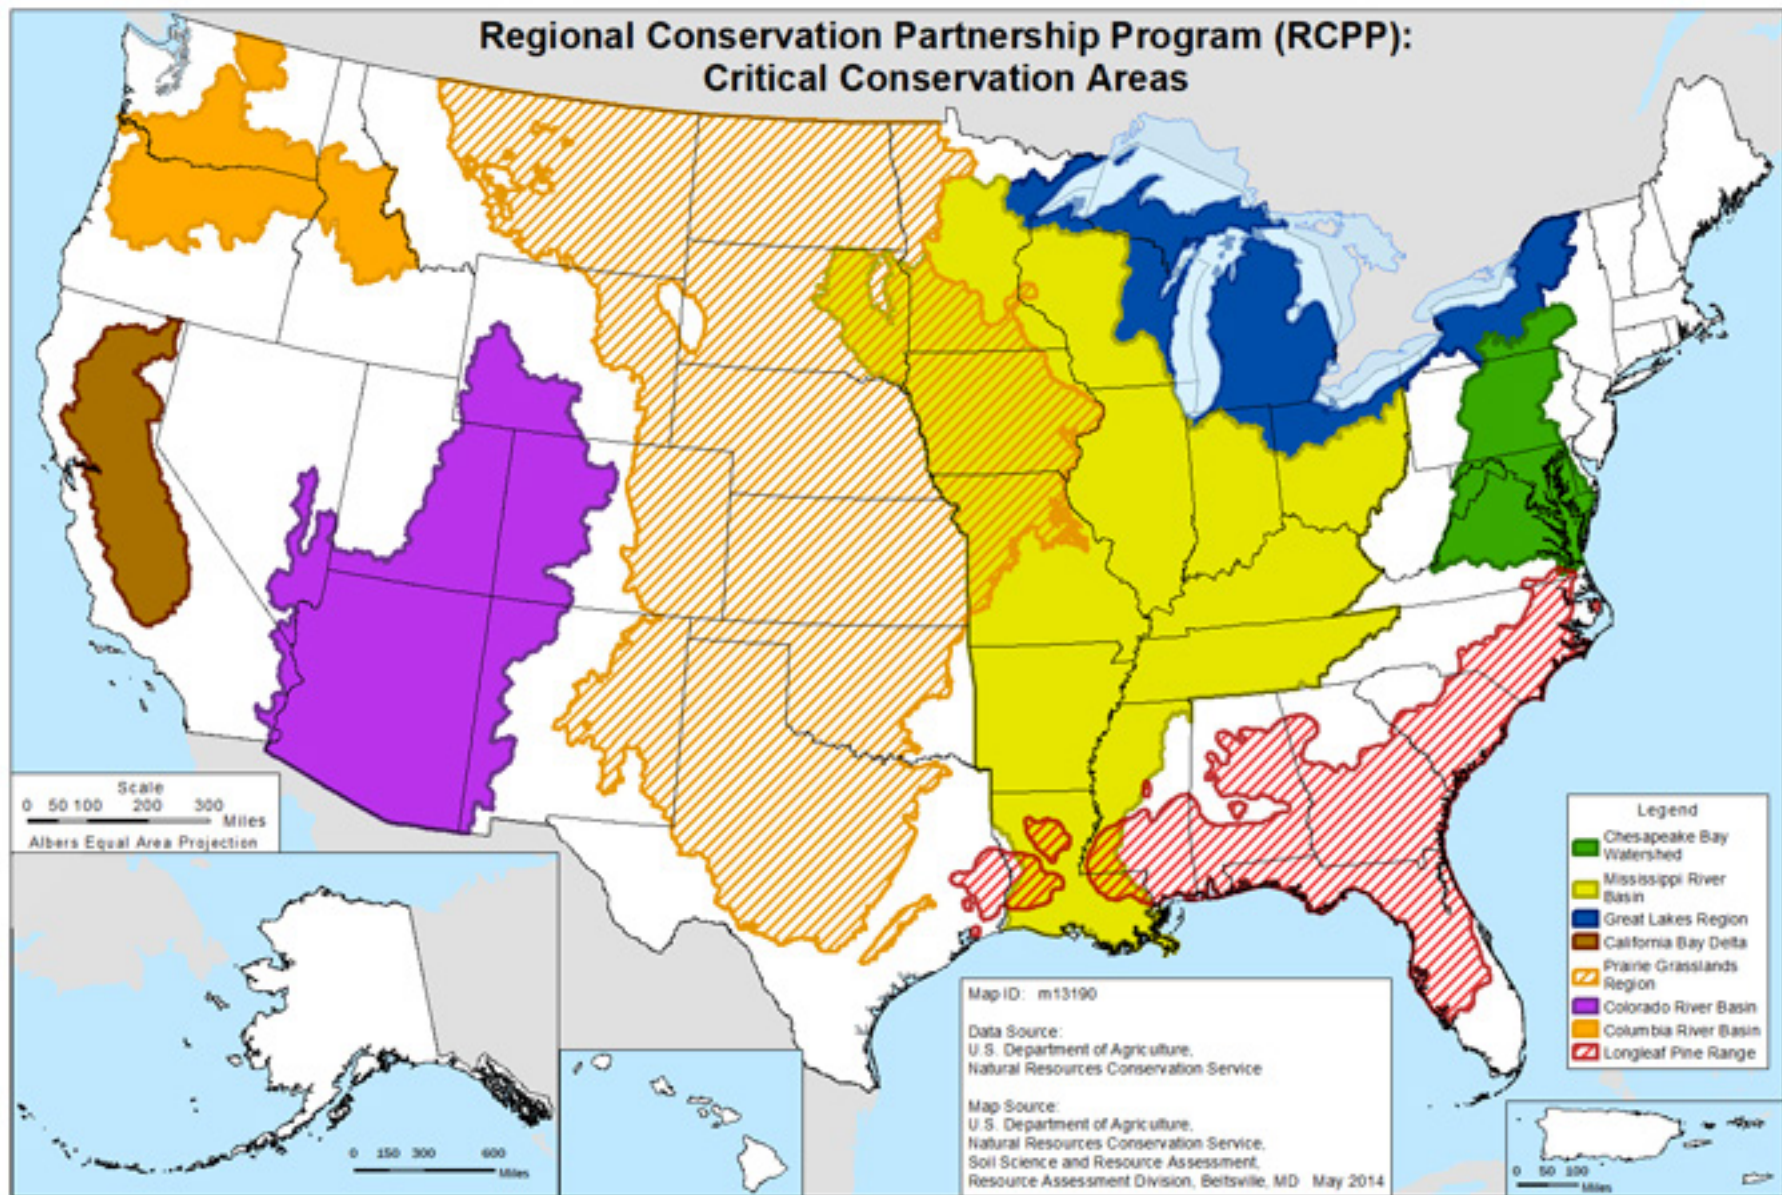 Regional Conservation Partnership Program (RCPP):
Critical Conservation Areas
Scale
0 50 100 200 300
Miles
Albers Equal Area Projection
Legend
Chesapeake Bay
Watershed
Mississippi River
Basin
Great Lakes Region
California Bay Delta
Prairie Grasslands
Region
Colorado River Basin
Columbia River Basin
Longleaf Pine Range
Map ID: m13190
Data Source:
U.S. Department of Agriculture,
Natural Resources Conservation Service
Map Source:
U.S. Department of Agriculture,
Natural Resources Conservation Service,
Soil Science and Resource Assessment,
Resource Assessment Division, Beltsville, MD May 2014
0 150 300 600
Miles
0 50 100
Miles